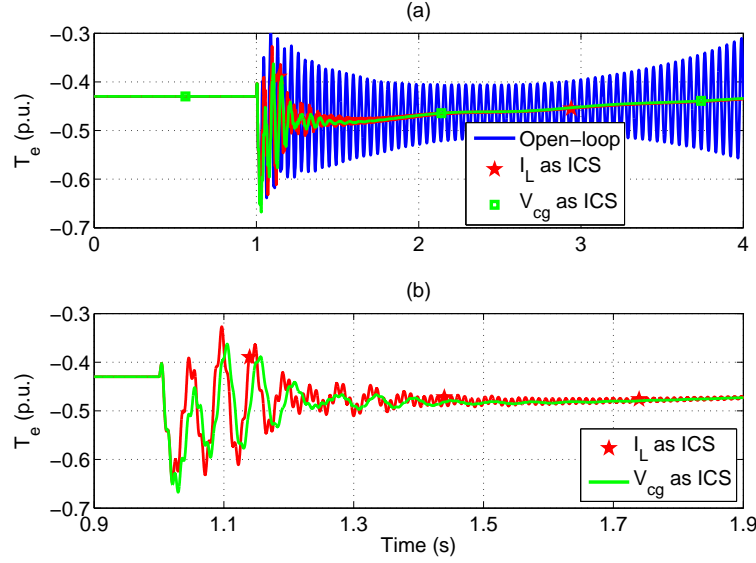 (a)
T_e (p.u.)
−0.3
−0.4
−0.5
−0.6
−0.7
0
1
2
3
4
Open−loop
I_L as ICS
V_cg as ICS
(b)
T_e (p.u.)
−0.3
−0.4
−0.5
−0.6
−0.7
0.9
1.1
1.3
1.5
1.7
1.9
I_L as ICS
V_cg as ICS
Time (s)